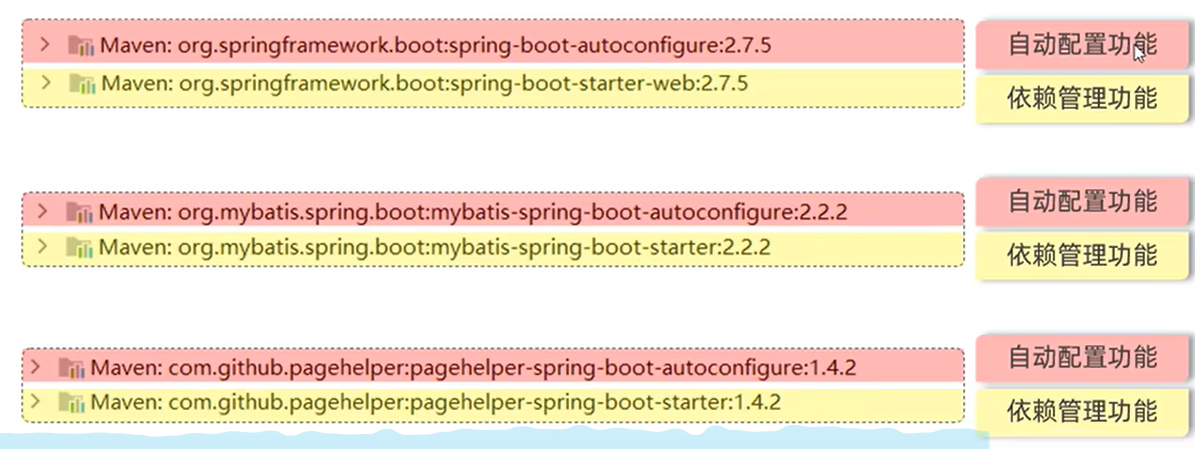 Maven: org.springframework.boot:spring-boot-autoconfigure:2.7.5
自动配置功能
Maven: org.springframework.boot:spring-boot-starter-web:2.7.5
依赖管理功能
Maven: org.mybatis.spring.boot:mybatis-spring-boot-autoconfigure:2.2.2
自动配置功能
Maven: org.mybatis.spring.boot:mybatis-spring-boot-starter:2.2.2
依赖管理功能
Maven: com.github.pagehelper:pagehelper-spring-boot-autoconfigure:1.4.2
自动配置功能
Maven: com.github.pagehelper:pagehelper-spring-boot-starter:1.4.2
依赖管理功能